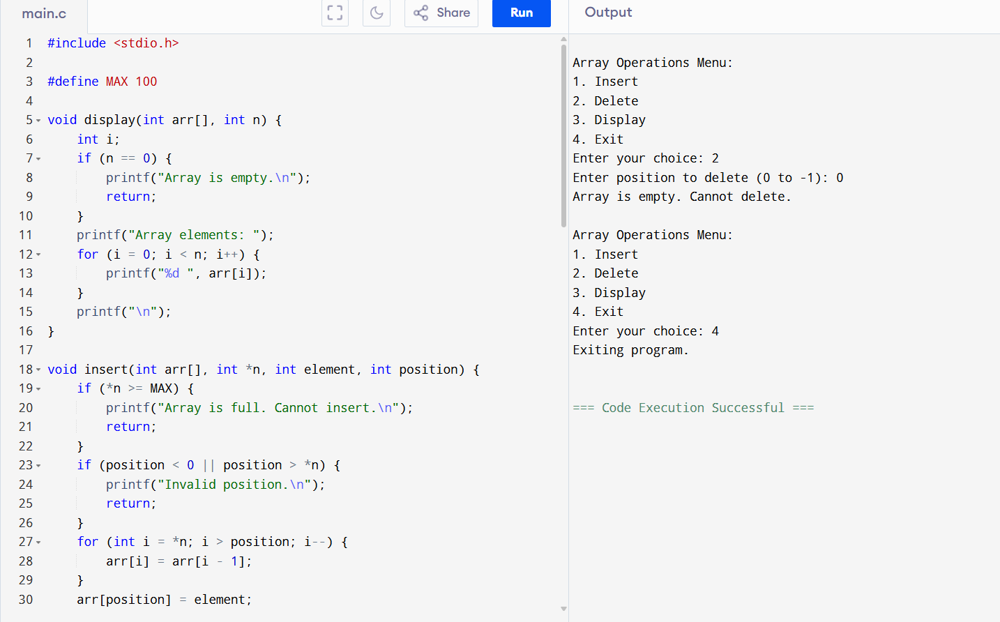 main.c
Share
Run
Output
1 #include <stdio.h>
2
3 #define MAX 100
4
5 void display(int arr[], int n) {
6     int i;
7     if (n == 0) {
8         printf("Array is empty.\n");
9         return;
10     }
11     printf("Array elements: ");
12     for (i = 0; i < n; i++) {
13         printf("%d ", arr[i]);
14     }
15     printf("\n");
16 }
17
18 void insert(int arr[], int *n, int element, int position) {
19     if (*n >= MAX) {
20         printf("Array is full. Cannot insert.\n");
21         return;
22     }
23     if (position < 0 || position > *n) {
24         printf("Invalid position.\n");
25         return;
26     }
27     for (int i = *n; i > position; i--) {
28         arr[i] = arr[i - 1];
29     }
30     arr[position] = element;
Array Operations Menu:
1. Insert
2. Delete
3. Display
4. Exit
Enter your choice: 2
Enter position to delete (0 to -1): 0
Array is empty. Cannot delete.
Array Operations Menu:
1. Insert
2. Delete
3. Display
4. Exit
Enter your choice: 4
Exiting program.
=== Code Execution Successful ===